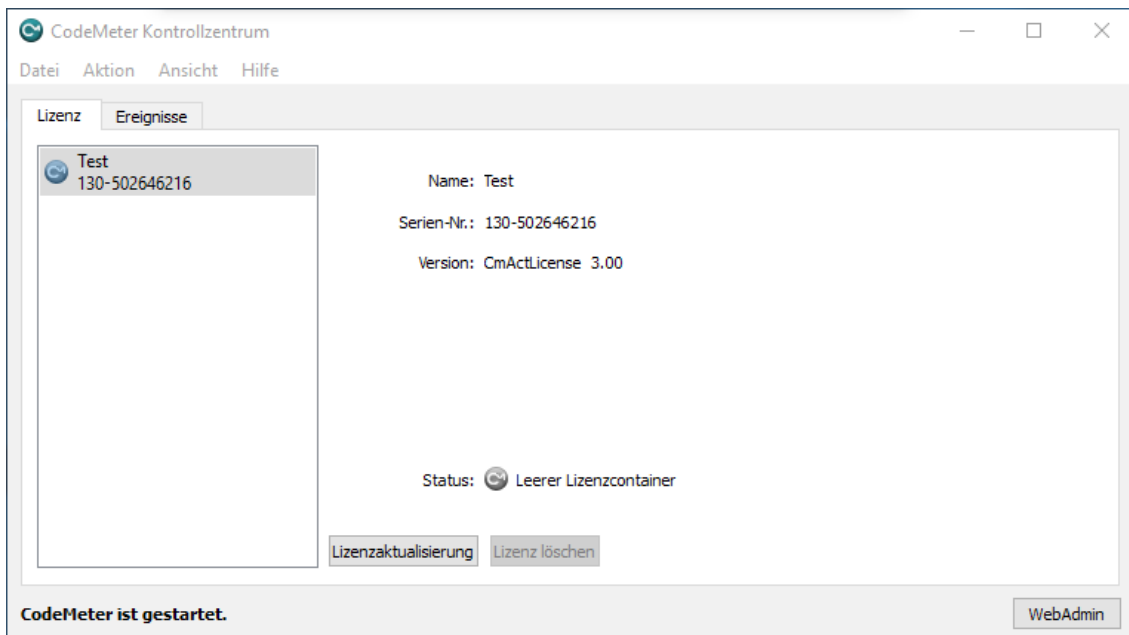 CodeMeter Kontrollzentrum
Datei Aktion Ansicht Hilfe
Lizenz Ereignisse
Test
130-502646216
Name: Test
Serien-Nr.: 130-502646216
Version: CmActLicense 3.00
Status: Leerer Lizenzcontainer
Lizenzaktualisierung Lizenz löschen
CodeMeter ist gestartet. WebAdmin